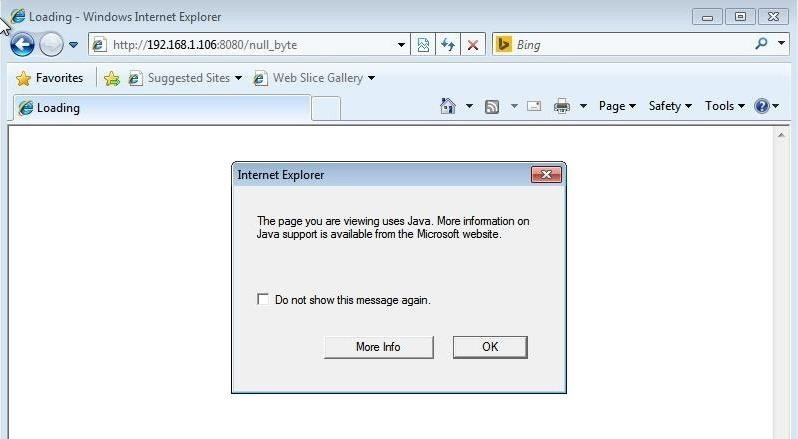 Loading - Windows Internet Explorer
http://192.168.1.106:8080/null_byte
Bing
Favorites
Suggested Sites
Web Slice Gallery
Loading
Page
Safety
Tools
Internet Explorer
The page you are viewing uses Java. More information on
Java support is available from the Microsoft website.
Do not show this message again.
More Info
OK